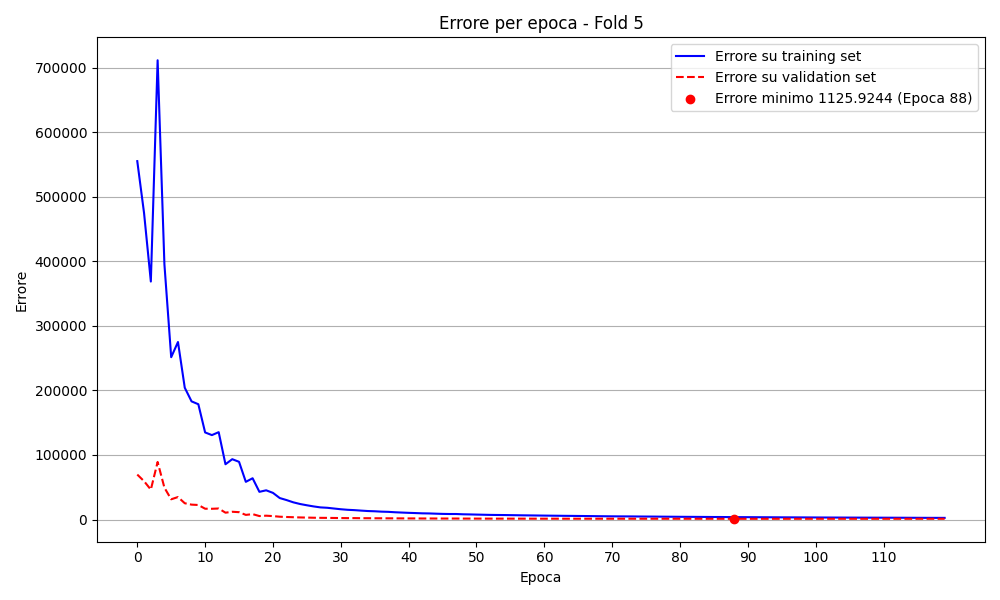 Errore per epoca - Fold 5
Errore su training set
Errore su validation set
Errore minimo 1125.9244 (Epoca 88)
Errore
700000
600000
500000
400000
300000
200000
100000
0
0 10 20 30 40 50 60 70 80 90 100 110
Epoca